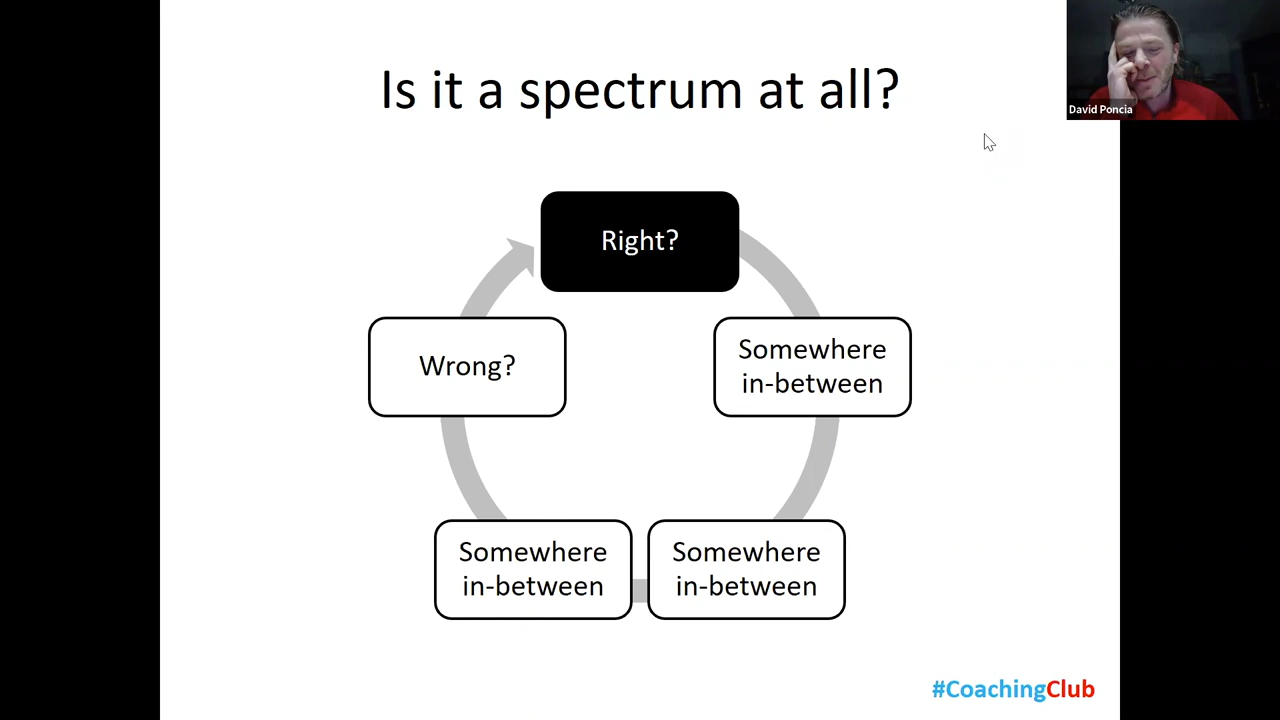 Is it a spectrum at all?
David Poncia
Right?
Wrong?
Somewhere
in-between
Somewhere
in-between
Somewhere
in-between
#CoachingClub